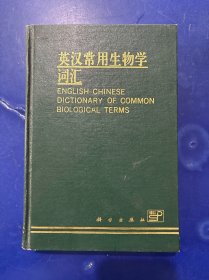 英汉常用生物学
词汇
ENGLISH CHINESE
DICTIONARY OF COMMON
BIOLOGICAL TERMS
科学出版社